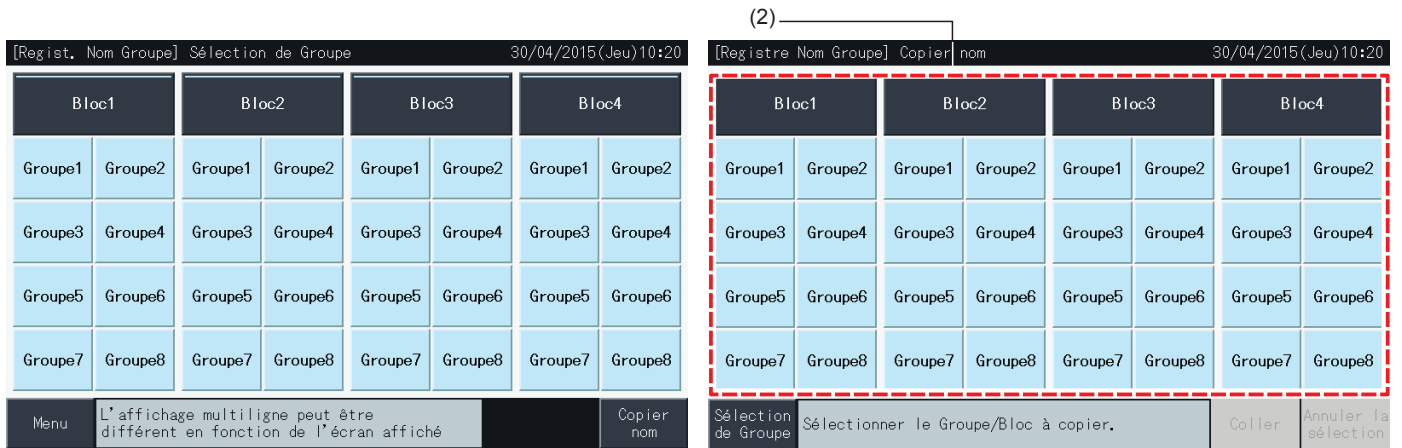 (2)
[Regist. Nom Groupe] Sélection de Groupe 30/04/2015(Jeu)10:20
Bloc1 Bloc2 Bloc3 Bloc4
Groupe1 Groupe2 Groupe1 Groupe2 Groupe1 Groupe2 Groupe1 Groupe2
Groupe3 Groupe4 Groupe3 Groupe4 Groupe3 Groupe4 Groupe3 Groupe4
Groupe5 Groupe6 Groupe5 Groupe6 Groupe5 Groupe6 Groupe5 Groupe6
Groupe7 Groupe8 Groupe7 Groupe8 Groupe7 Groupe8 Groupe7 Groupe8
Menu
L'affichage multiligne peut être
différent en fonction de l'écran affiché
Copier
nom
[Registre Nom Groupe] Copier nom 30/04/2015(Jeu)10:20
Bloc1 Bloc2 Bloc3 Bloc4
Groupe1 Groupe2 Groupe1 Groupe2 Groupe1 Groupe2 Groupe1 Groupe2
Groupe3 Groupe4 Groupe3 Groupe4 Groupe3 Groupe4 Groupe3 Groupe4
Groupe5 Groupe6 Groupe5 Groupe6 Groupe5 Groupe6 Groupe5 Groupe6
Groupe7 Groupe8 Groupe7 Groupe8 Groupe7 Groupe8 Groupe7 Groupe8
Sélection
de Groupe
Sélectionner le Groupe/Bloc à copier.
Coller
Annuler la
sélection